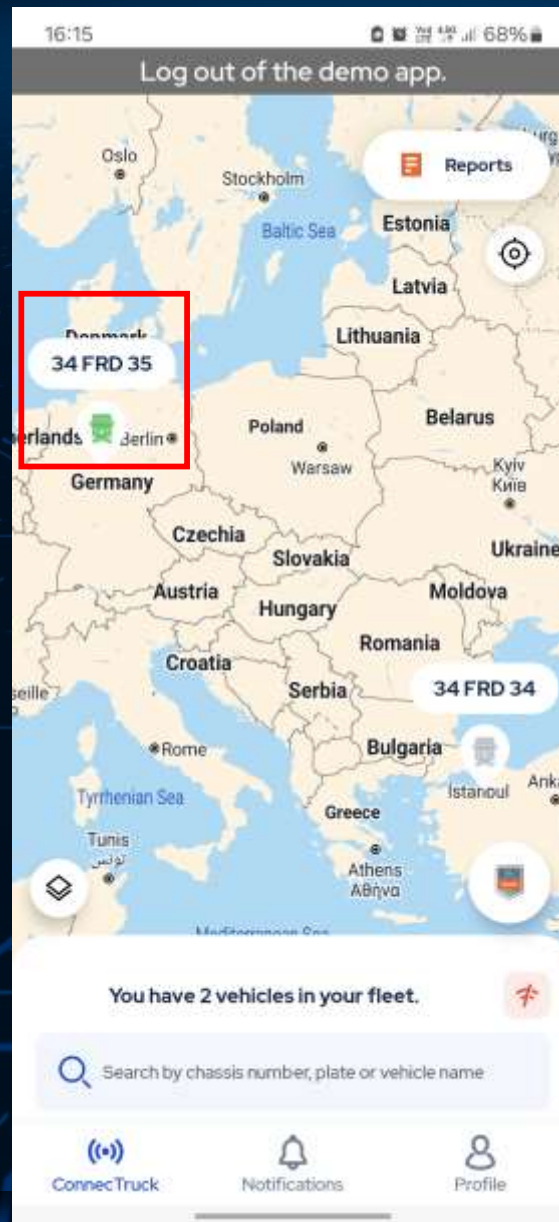 16:15
68%
Log out of the demo app.
Oslo
Stockholm
Reports
Baltic Sea
Estonia
Latvia
Denmark
Lithuania
34 FRD 35
Belarus
Berlin
Poland
Warsaw
Germany
Kyiv
Київ
Czechia
Slovakia
Ukraine
Austria
Moldova
Hungary
Romania
Croatia
Serbia
34 FRD 34
Rome
Bulgaria
Tyrrhenian Sea
Istanbul
Greece
Tunis
تونس
Athens
Αθήνα
Mediterranean Sea
You have 2 vehicles in your fleet.
Search by chassis number, plate or vehicle name
ConnecTruck
Notifications
Profile